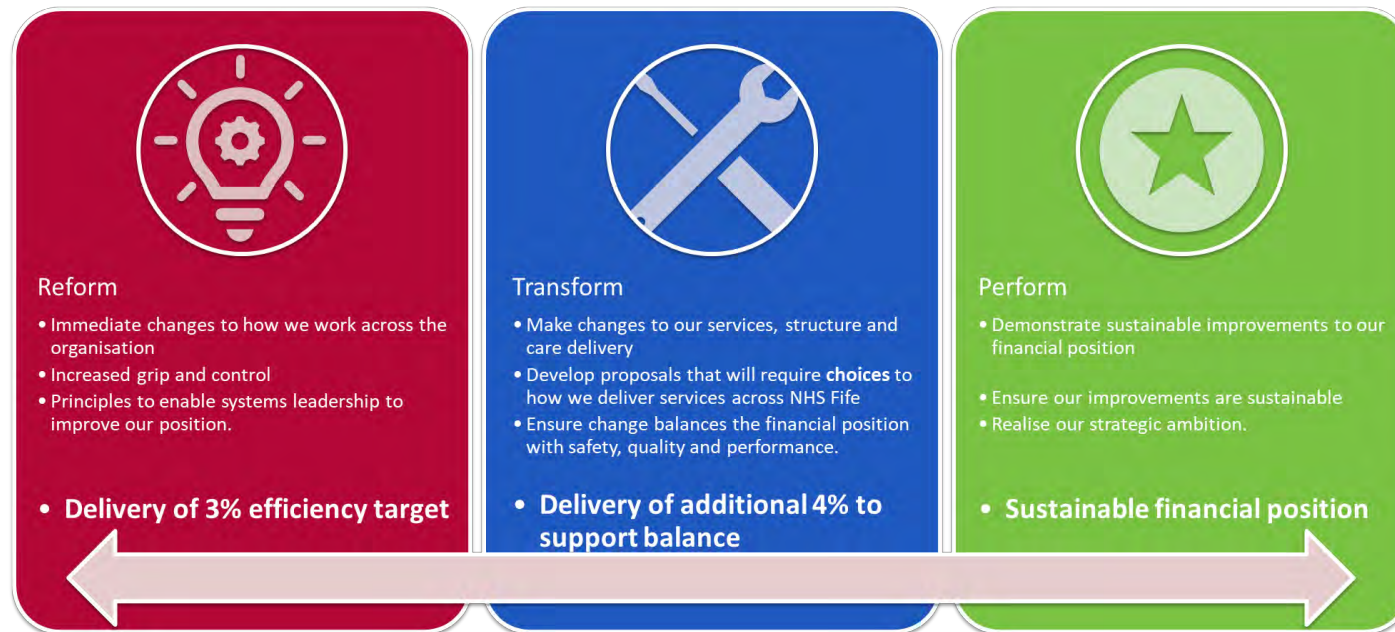 Reform
• Immediate changes to how we work across the
organisation
• Increased grip and control
• Principles to enable systems leadership to
improve our position.
• Delivery of 3% efficiency target
Transform
• Make changes to our services, structure and
care delivery
• Develop proposals that will require choices to
how we deliver services across NHS Fife
• Ensure change balances the financial position
with safety, quality and performance.
• Delivery of additional 4% to
support balance
Perform
• Demonstrate sustainable improvements to our
financial position
• Ensure our improvements are sustainable
• Realise our strategic ambition.
• Sustainable financial position